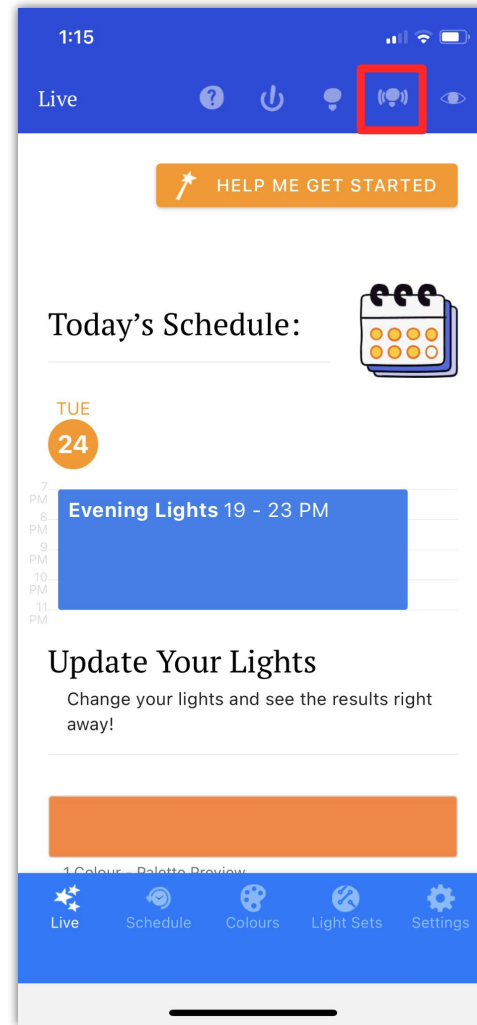 1:15
Live
HELP ME GET STARTED
Today's Schedule:
TUE
24
7
PM
8
PM
9
PM
10
PM
11
PM
Evening Lights 19 - 23 PM
Update Your Lights
Change your lights and see the results right
away!
1 Colour - Palette Preview
Live
Schedule
Colours
Light Sets
Settings